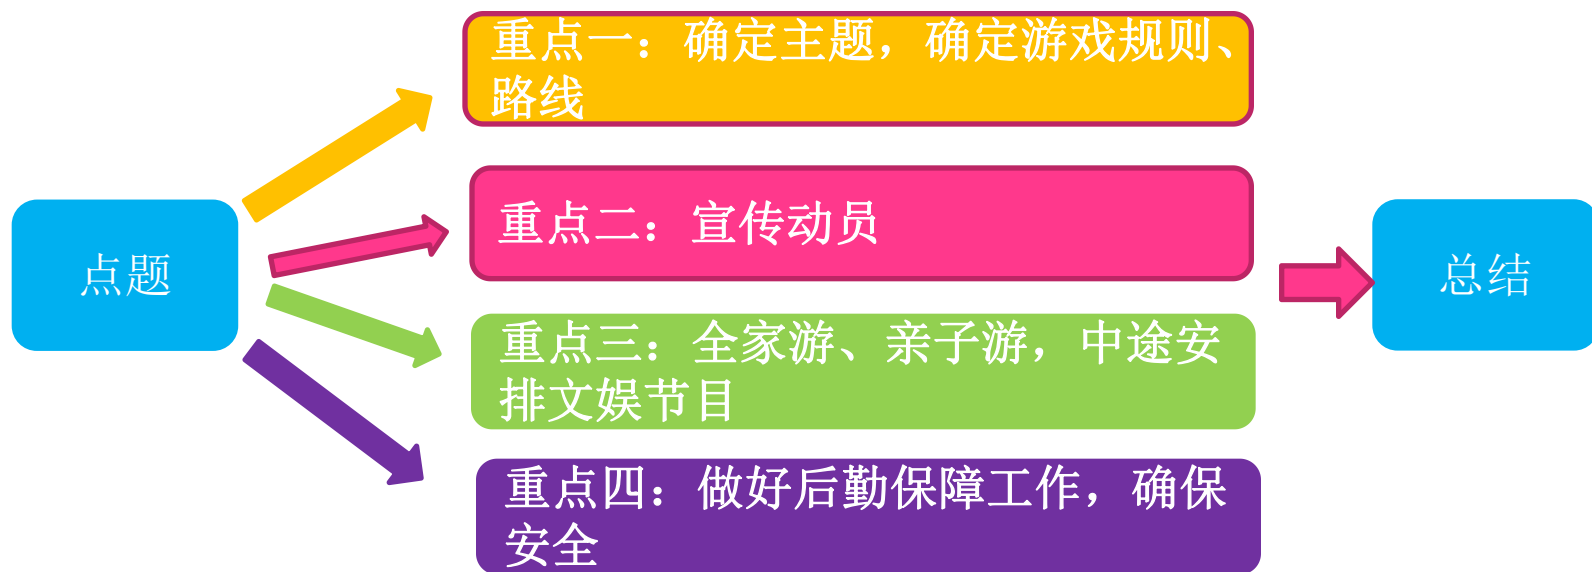 点题
重点一：确定主题，确定游戏规则、
路线
重点二：宣传动员
重点三：全家游、亲子游，中途安
排文娱节目
重点四：做好后勤保障工作，确保
安全
总结